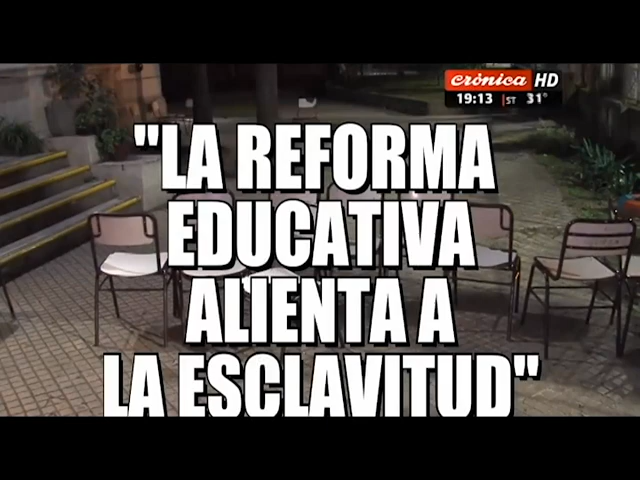 crónica HD
19:13 ST 31°
"LA REFORMA
EDUCATIVA
ALIENTA A
LA ESCLAVITUD"